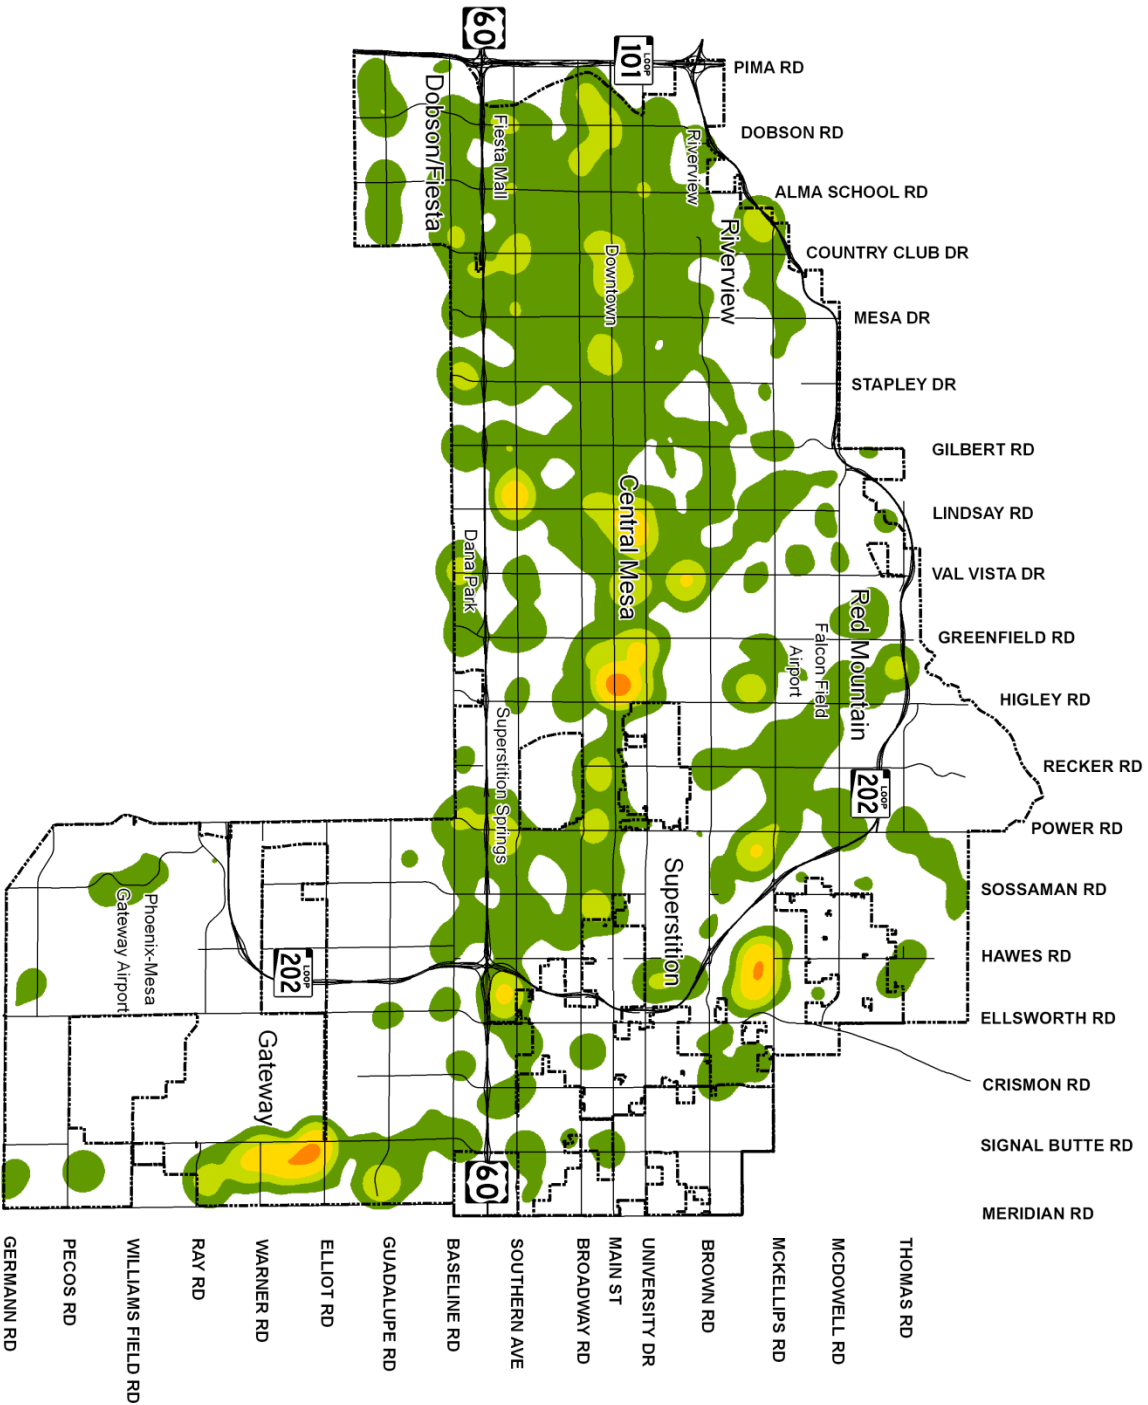 60
LOOP
101
PIMA RD
DOBSON RD
ALMA SCHOOL RD
COUNTRY CLUB DR
MESA DR
STAPLEY DR
GILBERT RD
LINDSAY RD
VAL VISTA DR
GREENFIELD RD
HIGLEY RD
RECKER RD
POWER RD
SOSSAMAN RD
HAWES RD
ELLSWORTH RD
CRISMON RD
SIGNAL BUTTE RD
MERIDIAN RD
Dobson/Fiesta
Fiesta Mall
Riverview
Riverview
Downtown
Central Mesa
Dana Park
Red Mountain
Falcon Field
Airport
LOOP
202
Superstition Springs
Superstition
Phoenix-Mesa
Gateway Airport
LOOP
202
Gateway
60
GERMANN RD
PECOS RD
WILLIAMS FIELD RD
RAY RD
WARNER RD
ELLIOT RD
GUADALUPE RD
BASELINE RD
SOUTHERN AVE
BROADWAY RD
MAIN ST
UNIVERSITY DR
BROWN RD
MCKELLIPS RD
MCDOWELL RD
THOMAS RD